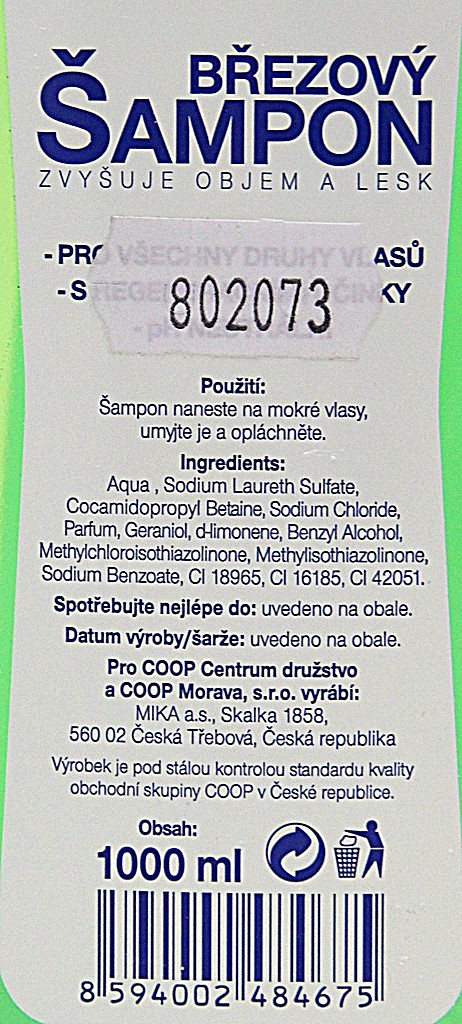 BŘEZOVÝ
ŠAMPON
ZVYŠUJE OBJEM A LESK
- PRO VŠECHNY DRUHY VLASŮ
- S
802073
- pH
Použití:
Šampon naneste na mokré vlasy,
umyjte je a opláchněte.
Ingredients:
Aqua , Sodium Laureth Sulfate,
Cocamidopropyl Betaine, Sodium Chloride,
Parfum, Geraniol, d-limonene, Benzyl Alcohol,
Methylchloroisothiazolinone, Methylisothiazolinone,
Sodium Benzoate, CI 18965, CI 16185, CI 42051.
Spotřebujte nejlépe do: uvedeno na obale.
Datum výroby/šarže: uvedeno na obale.
Pro COOP Centrum družstvo
a COOP Morava, s.r.o. vyrábí:
MIKA a.s., Skalka 1858,
560 02 Česká Třebová, Česká republika
Výrobek je pod stálou kontrolou standardu kvality
obchodní skupiny COOP v České republice.
Obsah:
1000 ml
8 594002 484675